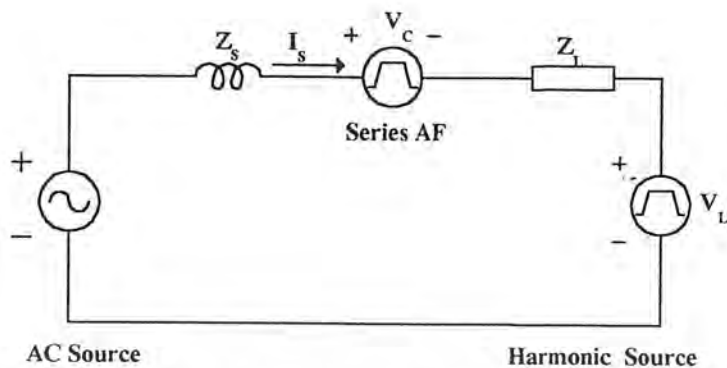 Z_S I_S + V_C − Z_L
Series AF
+ + V_L
− −
AC Source Harmonic Source